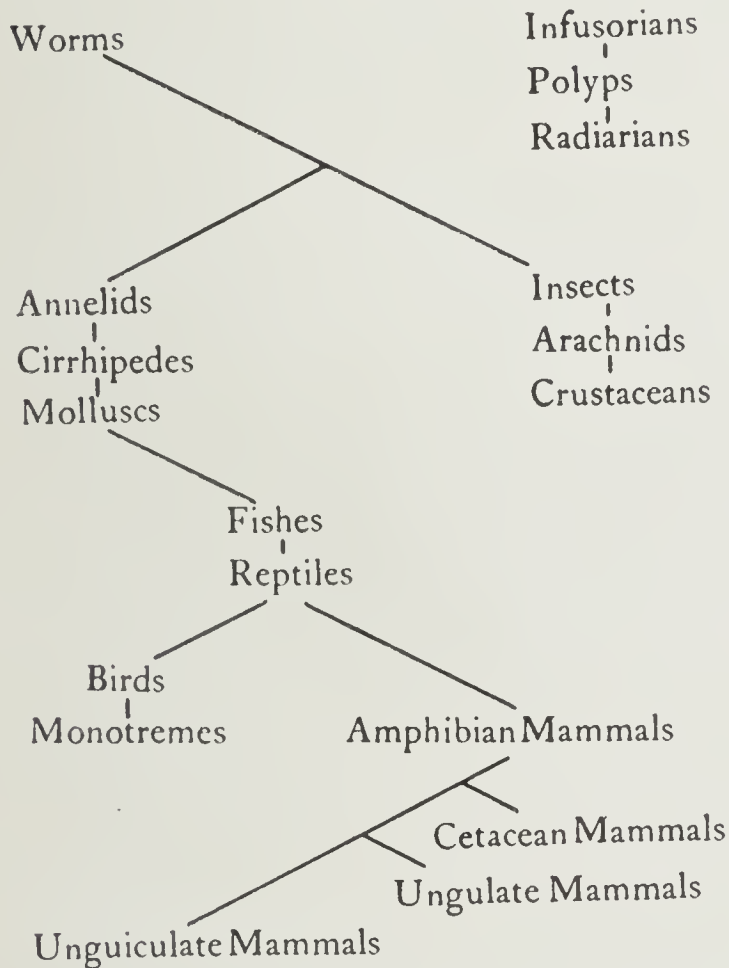 Worms
Infusorians
Polyps
Radiarians
Annelids
Cirrhipedes
Molluscs
Insects
Arachnids
Crustaceans
Fishes
Reptiles
Birds
Monotremes
Amphibian Mammals
Cetacean Mammals
Ungulate Mammals
Unguiculate Mammals